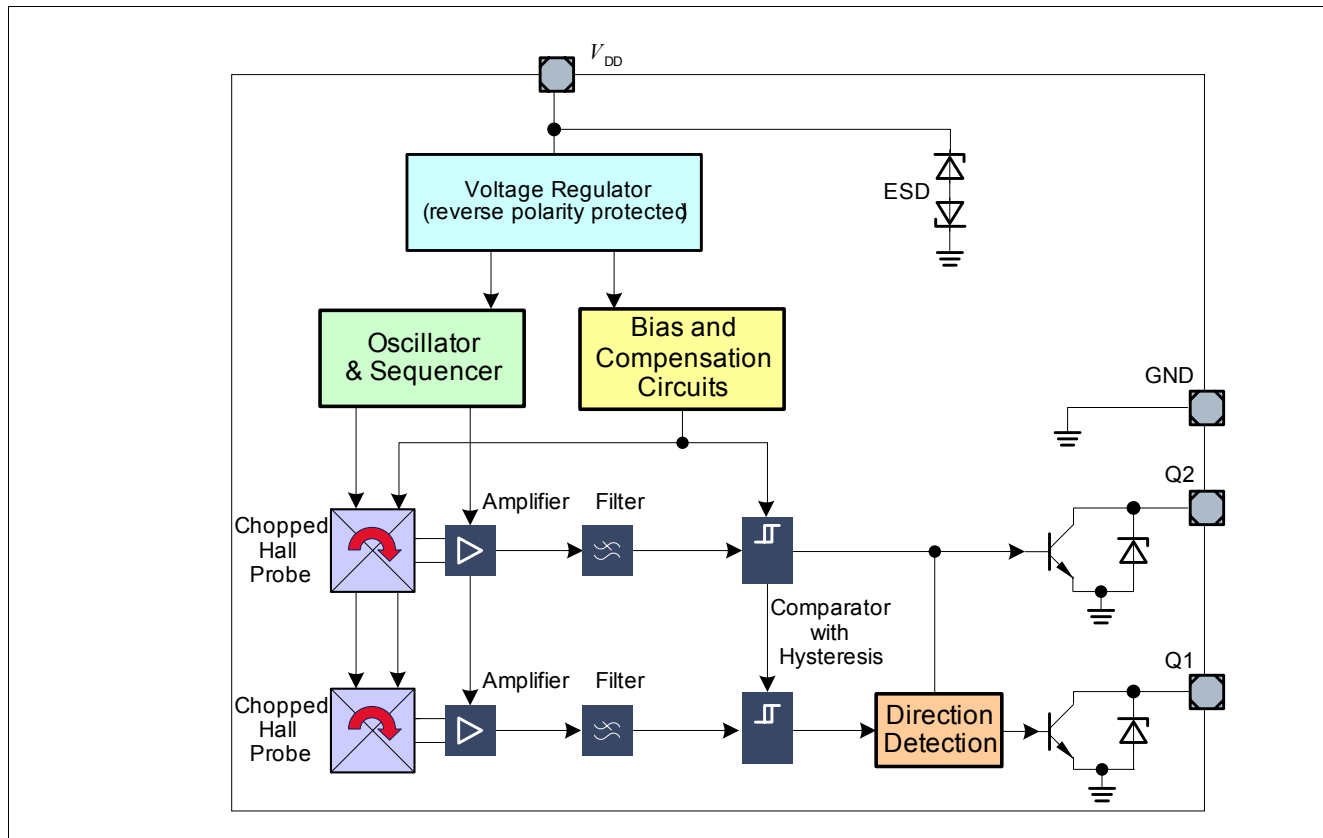 VDD
Voltage Regulator
(reverse polarity protected)
ESD
Oscillator
& Sequencer
Bias and
Compensation
Circuits
GND
Q2
Amplifier
Filter
Chopped
Hall
Probe
Comparator
with
Hysteresis
Q1
Amplifier
Filter
Chopped
Hall
Probe
Direction
Detection